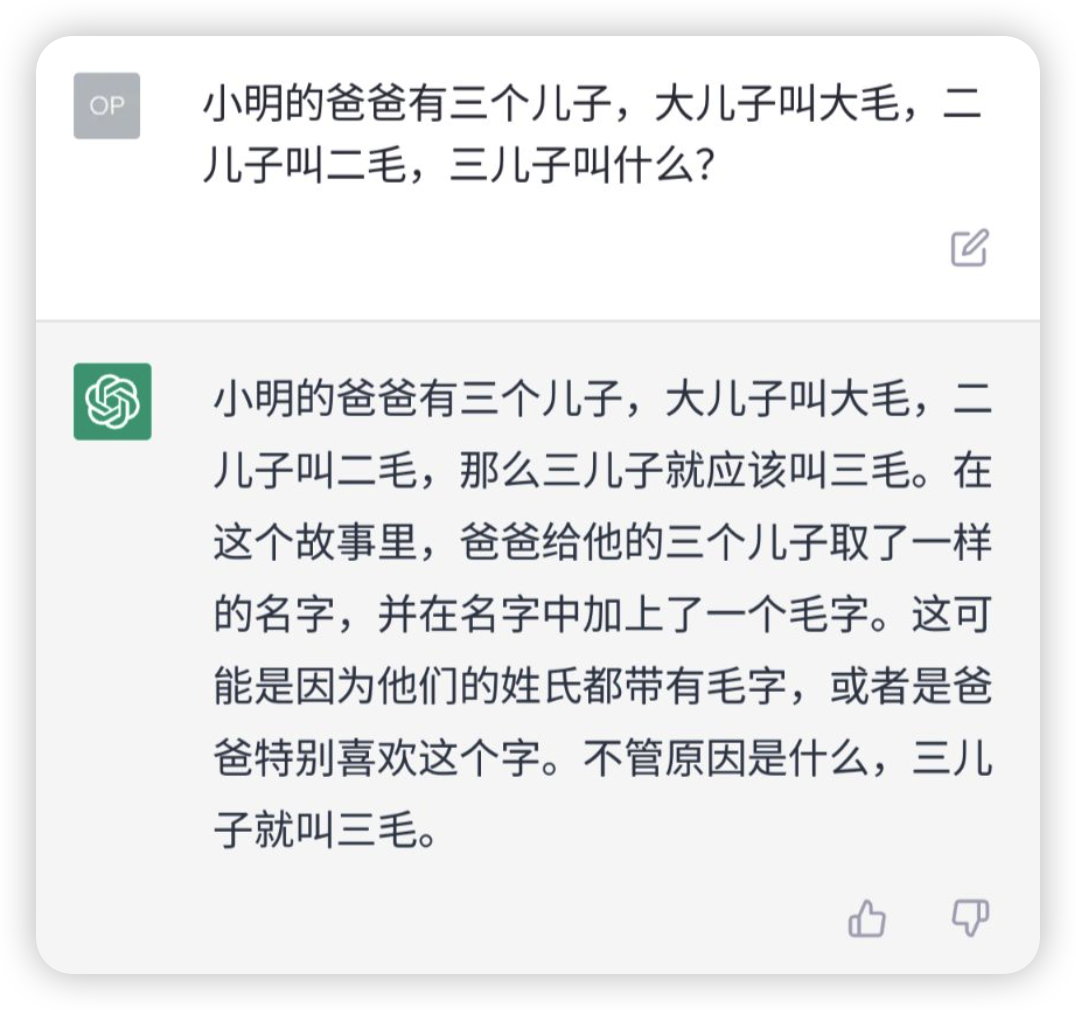 OP
小明的爸爸有三个儿子，大儿子叫大毛，二
儿子叫二毛，三儿子叫什么？
小明的爸爸有三个儿子，大儿子叫大毛，二
儿子叫二毛，那么三儿子就应该叫三毛。在
这个故事里，爸爸给他的三个儿子取了一样
的名字，并在名字中加上了一个毛字。这可
能是因为他们的姓氏都带有毛字，或者是爸
爸特别喜欢这个字。不管原因是什么，三儿
子就叫三毛。